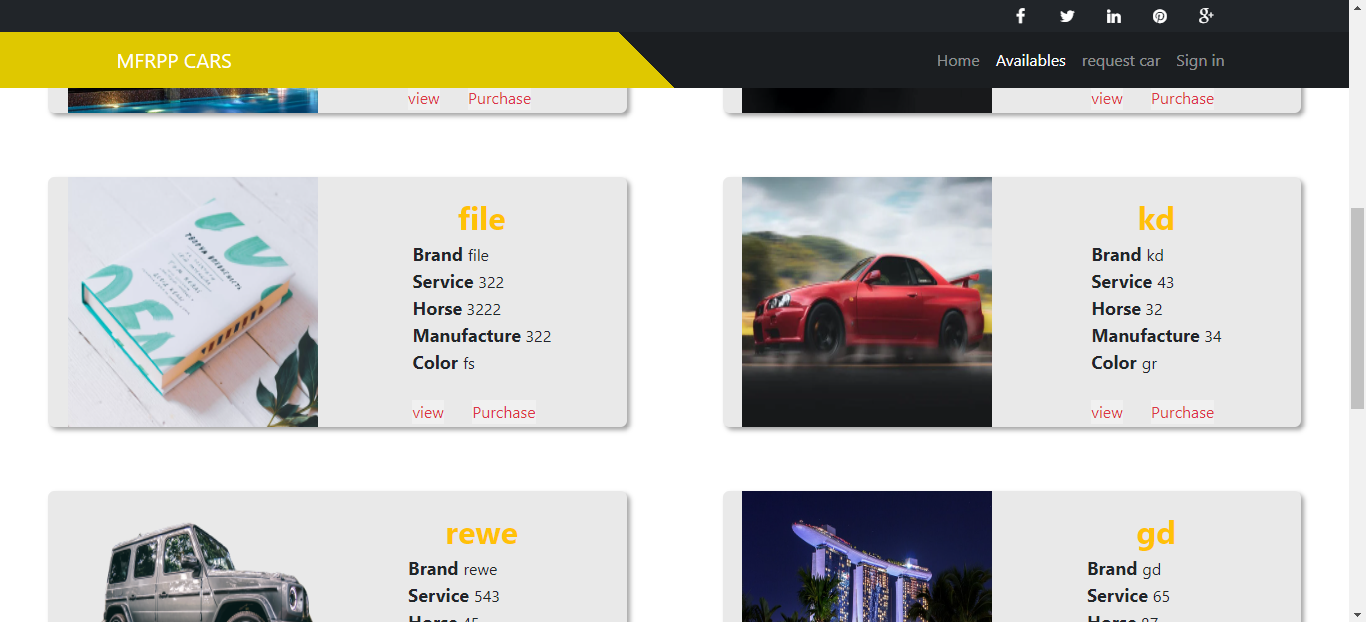 MFRPP CARS
Home Availables request car Sign in
view Purchase
view Purchase
file
Brand file
Service 322
Horse 3222
Manufacture 322
Color fs
view Purchase
kd
Brand kd
Service 43
Horse 32
Manufacture 34
Color gr
view Purchase
rewe
Brand rewe
Service 543
Horse 45
gd
Brand gd
Service 65
Horse 87